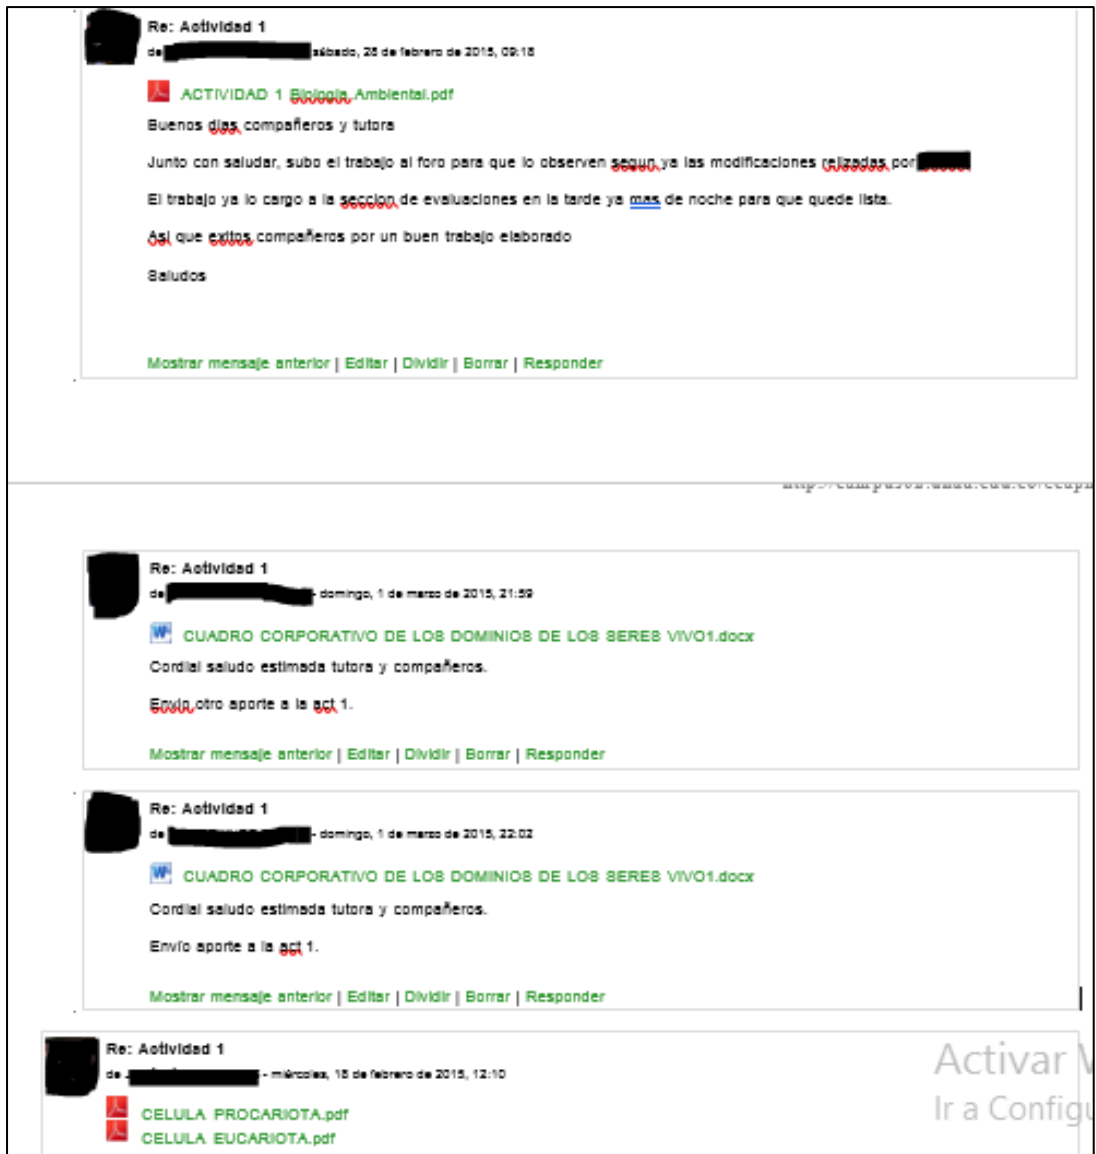 Re: Actividad 1
de sábado, 28 de febrero de 2015, 09:18
ACTIVIDAD 1 Biologia Ambiental.pdf
Buenos dias compañeros y tutora
Junto con saludar, subo el trabajo al foro para que lo observen segun ya las modificaciones relizadas por
El trabajo ya lo cargo a la seccion de evaluaciones en la tarde ya mas de noche para que quede lista.
Asi que exitos compañeros por un buen trabajo elaborado
Saludos
Mostrar mensaje anterior | Editar | Dividir | Borrar | Responder
Re: Actividad 1
de - domingo, 1 de marzo de 2015, 21:59
CUADRO CORPORATIVO DE LOS DOMINIOS DE LOS SERES VIVO1.docx
Cordial saludo estimada tutora y compañeros.
Envio otro aporte a la act 1.
Mostrar mensaje anterior | Editar | Dividir | Borrar | Responder
Re: Actividad 1
de - domingo, 1 de marzo de 2015, 22:02
CUADRO CORPORATIVO DE LOS DOMINIOS DE LOS SERES VIVO1.docx
Cordial saludo estimada tutora y compañeros.
Envío aporte a la act 1.
Mostrar mensaje anterior | Editar | Dividir | Borrar | Responder
Re: Actividad 1
de - miércoles, 18 de febrero de 2015, 12:10
CELULA PROCARIOTA.pdf
CELULA EUCARIOTA.pdf
Activar
Ir a Configu